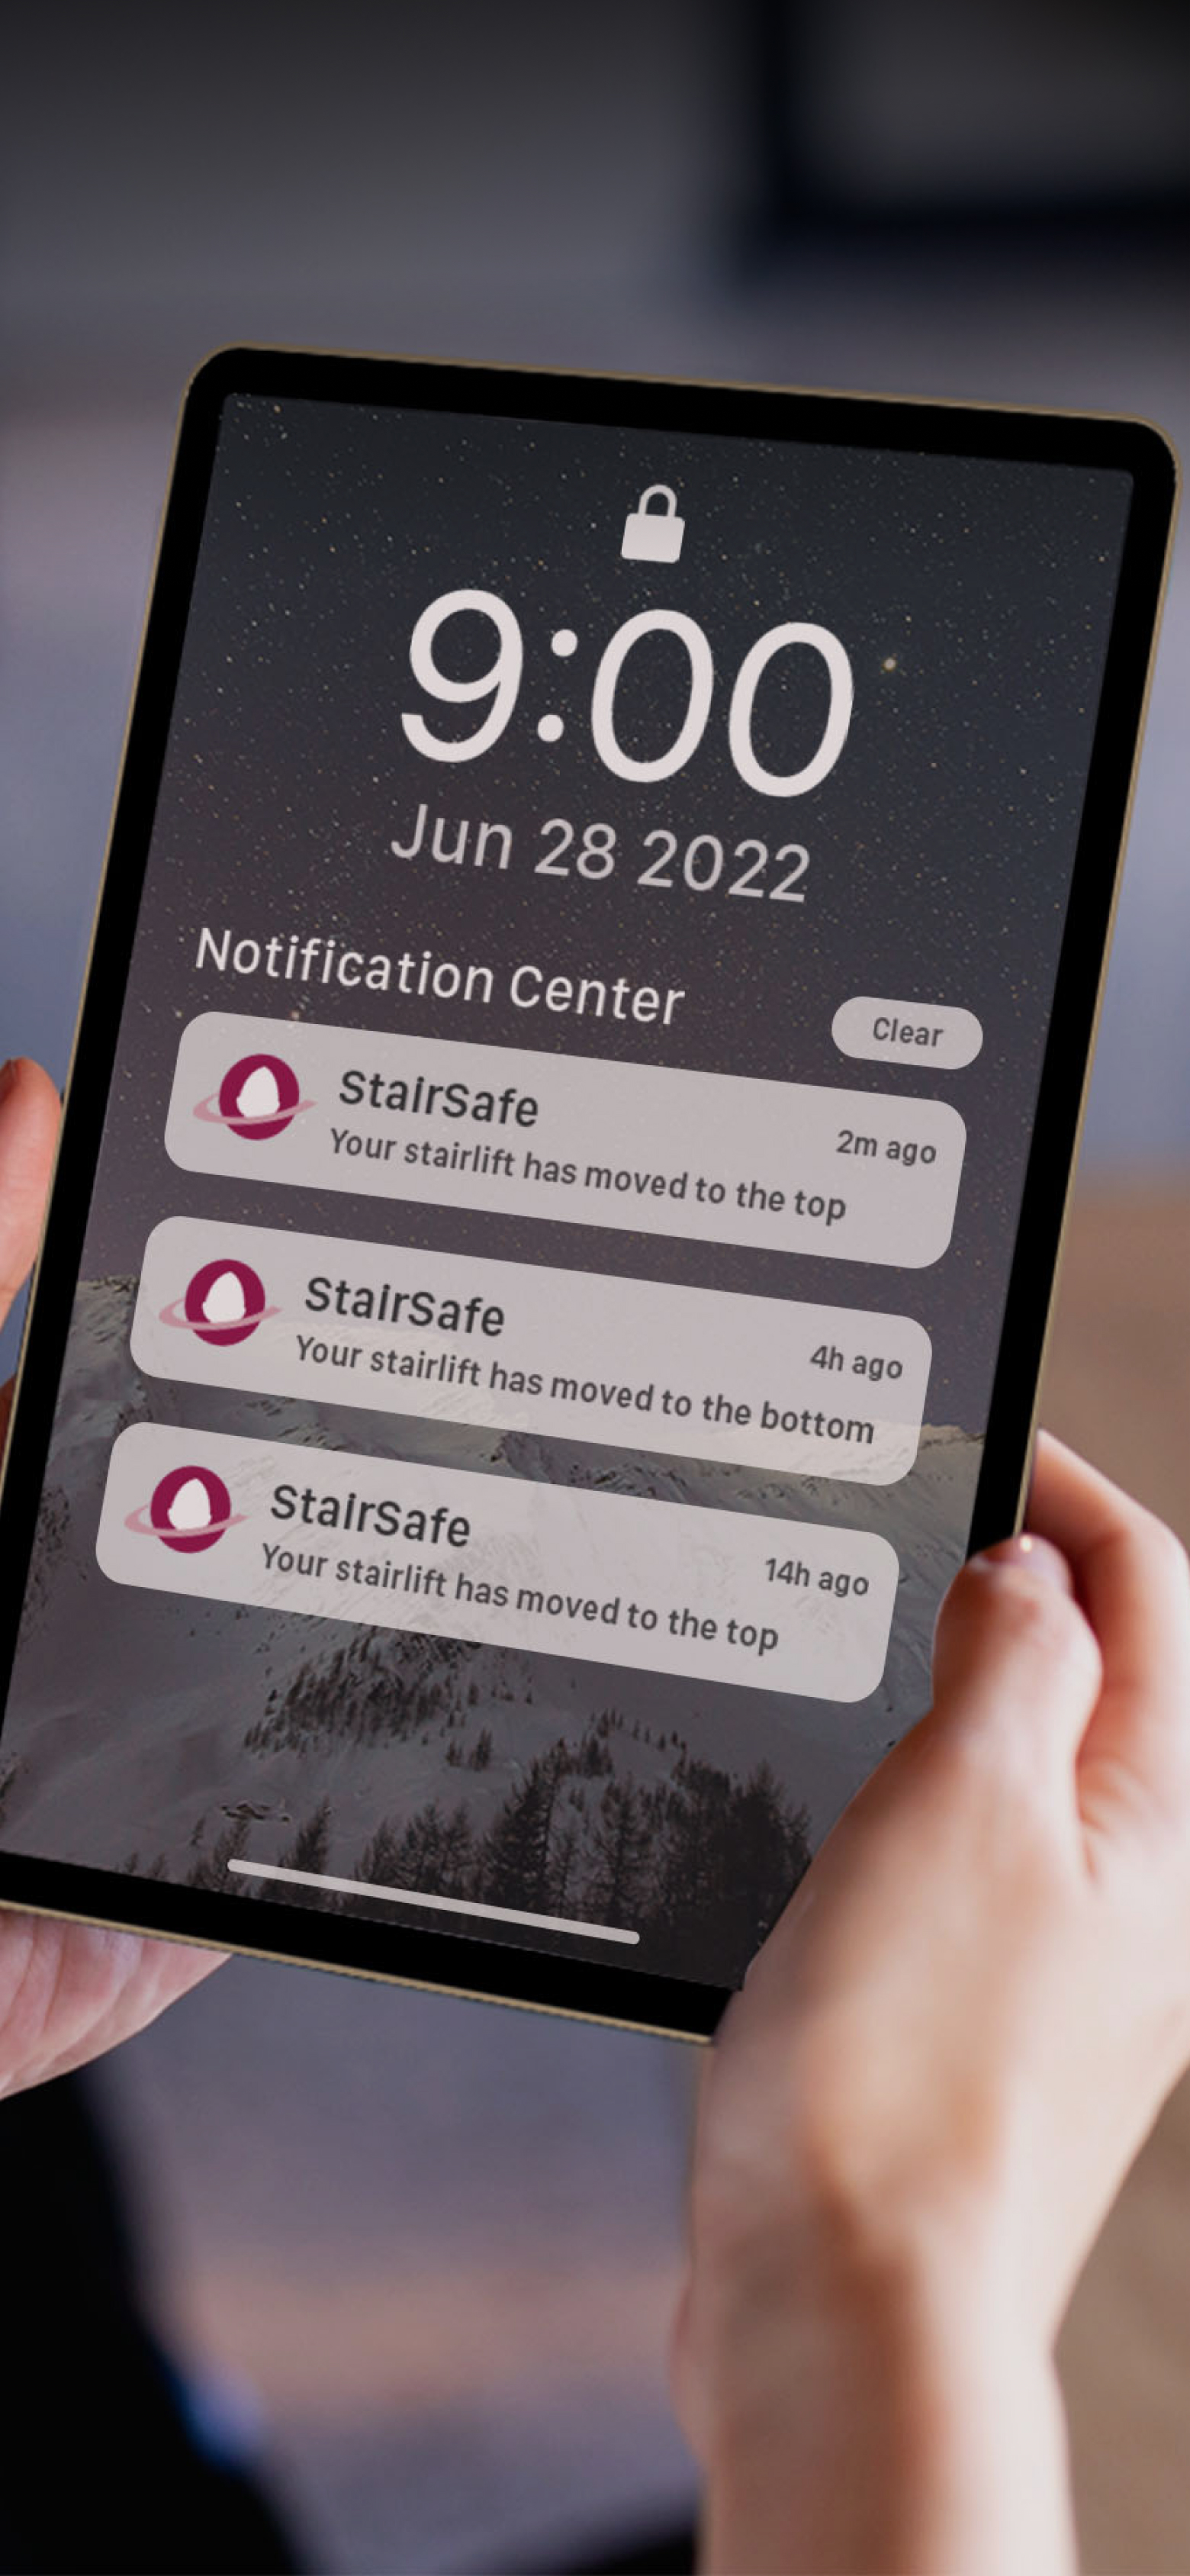 9:00
Jun 28 2022
Notification Center
Clear
StairSafe
2m ago
Your stairlift has moved to the top
StairSafe
4h ago
Your stairlift has moved to the bottom
StairSafe
14h ago
Your stairlift has moved to the top